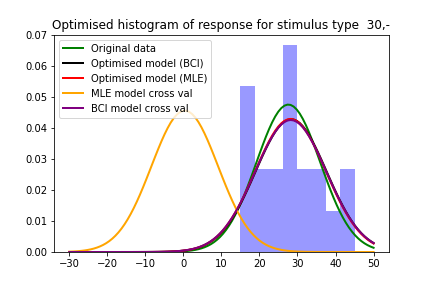 Optimised histogram of response for stimulus type  30,-
0.07
0.06
0.05
0.04
0.03
0.02
0.01
0.00
Original data
Optimised model (BCI)
Optimised model (MLE)
MLE model cross val
BCI model cross val
−30 −20 −10 0 10 20 30 40 50